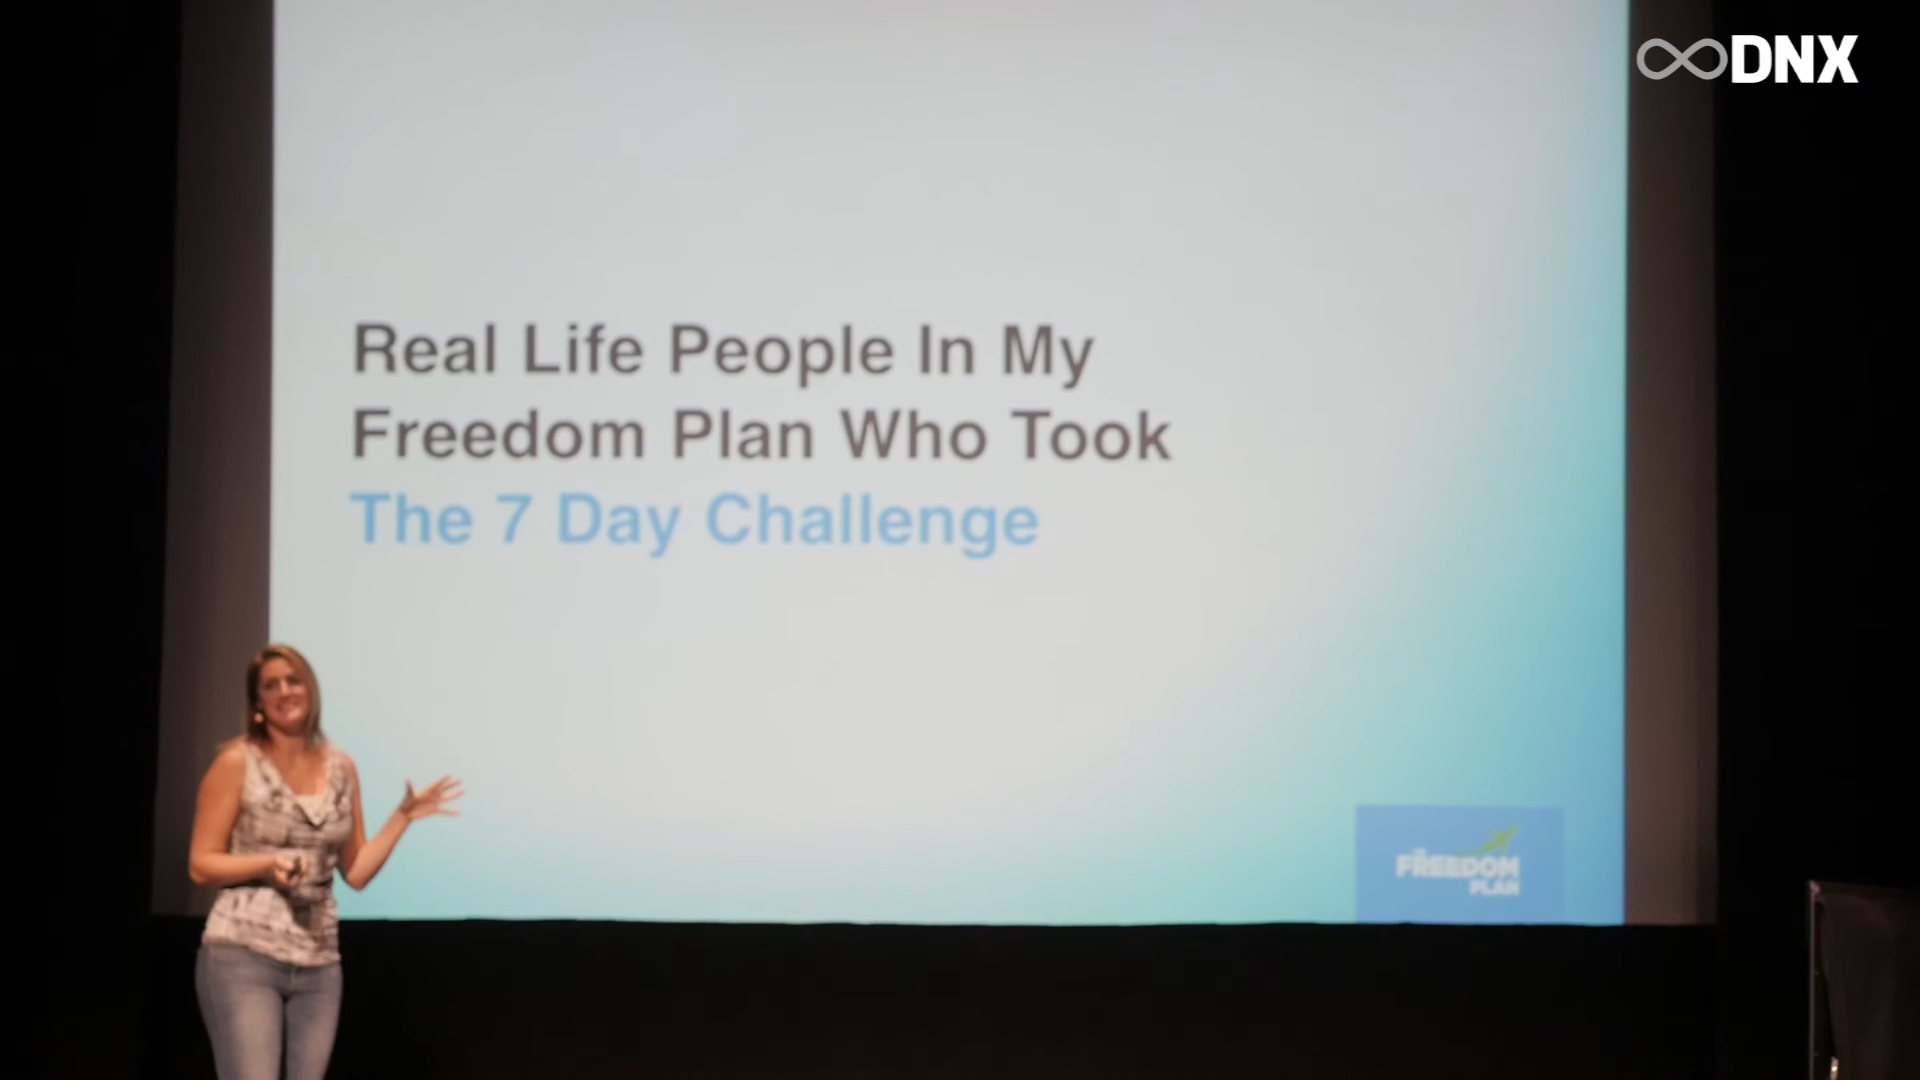 DNX
Real Life People In My
Freedom Plan Who Took
The 7 Day Challenge
FREEDOM
PLAN